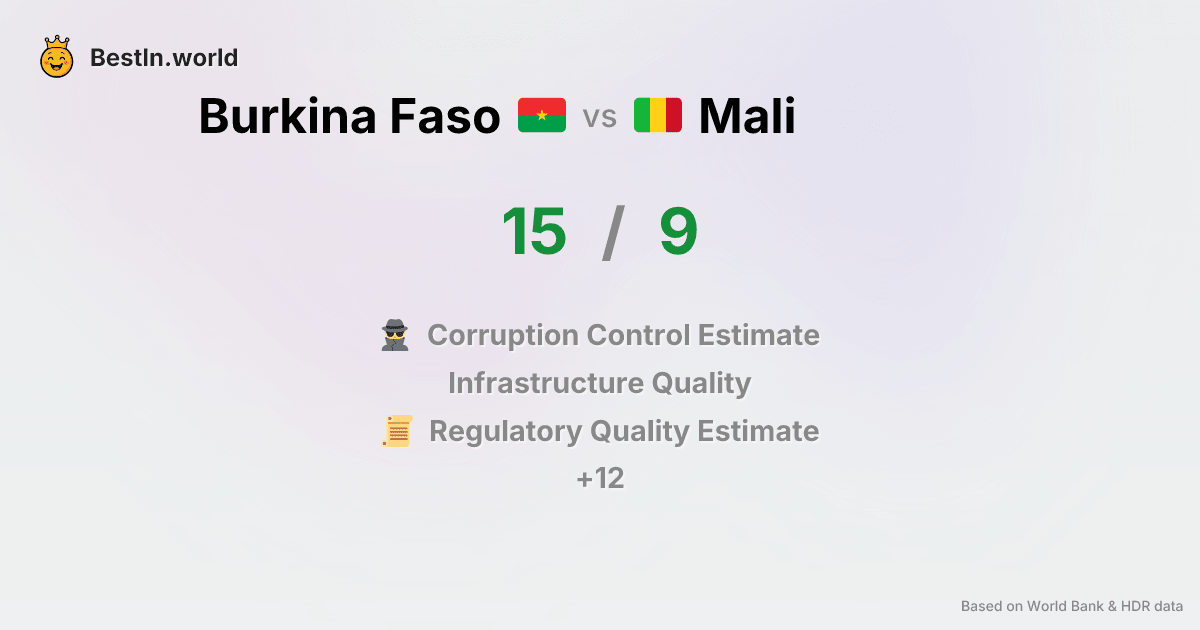 BestIn.world
Burkina Faso vs Mali
15 / 9
Corruption Control Estimate
Infrastructure Quality
Regulatory Quality Estimate
+12
Based on World Bank & HDR data